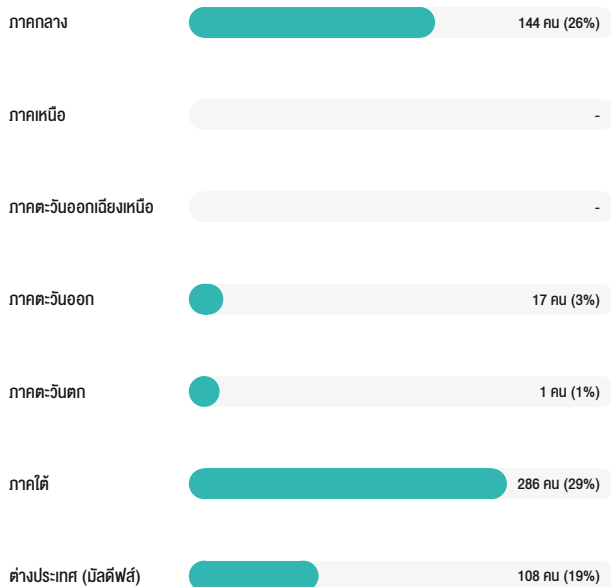 ภาคกลาง 144 คน (26%)
ภาคเหนือ -
ภาคตะวันออกเฉียงเหนือ -
ภาคตะวันออก 17 คน (3%)
ภาคตะวันตก 1 คน (1%)
ภาคใต้ 286 คน (29%)
ต่างประเทศ (มัลดีฟส์) 108 คน (19%)